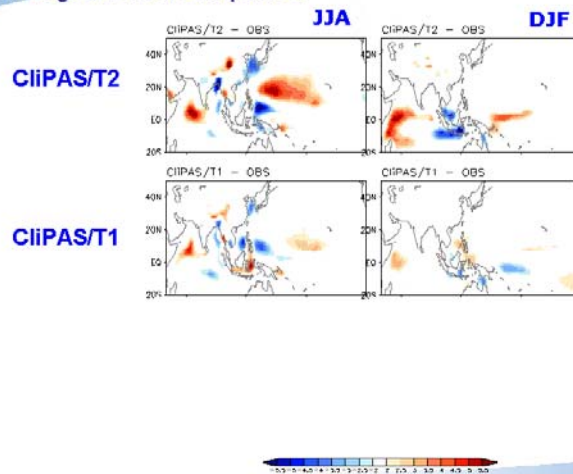 JJA DJF
CliPAS/T2 - OBS CliPAS/T2 - OBS
CliPAS/T2
40N 40N
20N 20N
EQ EQ
20S 20S
CliPAS/T1 - OBS CliPAS/T1 - OBS
CliPAS/T1
40N 40N
20N 20N
EQ EQ
20S 20S